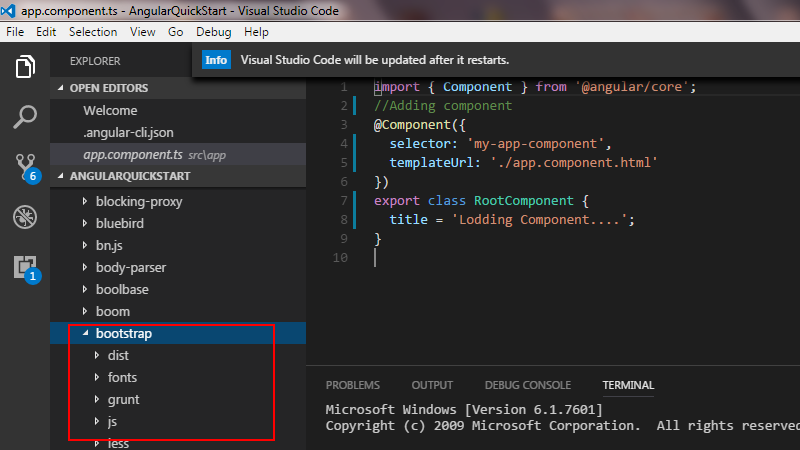 app.component.ts - AngularQuickStart - Visual Studio Code
File Edit Selection View Go Debug Help
EXPLORER
Info Visual Studio Code will be updated after it restarts.
OPEN EDITORS
Welcome
.angular-cli.json
app.component.ts src\app
6
ANGULARQUICKSTART
blocking-proxy
bluebird
bn.js
body-parser
1
boolbase
boom
bootstrap
dist
fonts
grunt
js
less
1 import { Component } from '@angular/core';
2 //Adding component
3 @Component({
4 selector: 'my-app-component',
5 templateUrl: './app.component.html'
6 })
7 export class RootComponent {
8 title = 'Lodding Component....';
9 }
10
PROBLEMS OUTPUT DEBUG CONSOLE TERMINAL
Microsoft Windows [Version 6.1.7601]
Copyright (c) 2009 Microsoft Corporation. All rights reserved